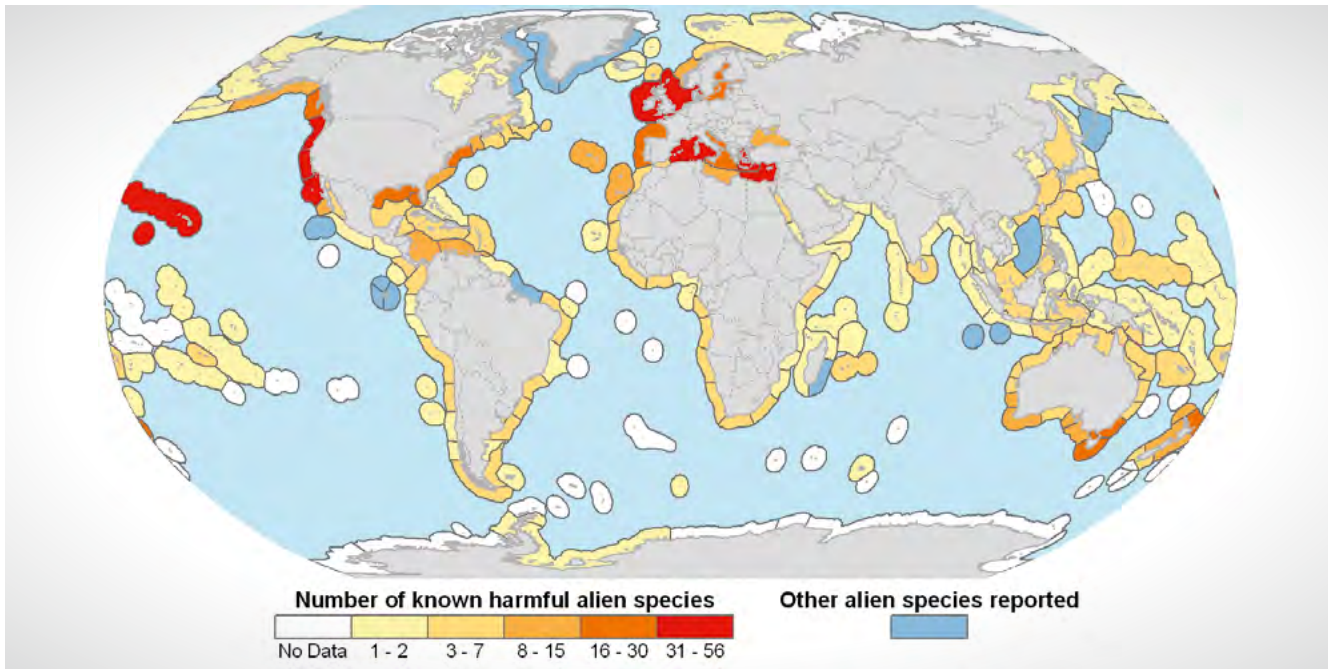 Number of known harmful alien species
No Data 1 - 2 3 - 7 8 - 15 16 - 30 31 - 56
Other alien species reported